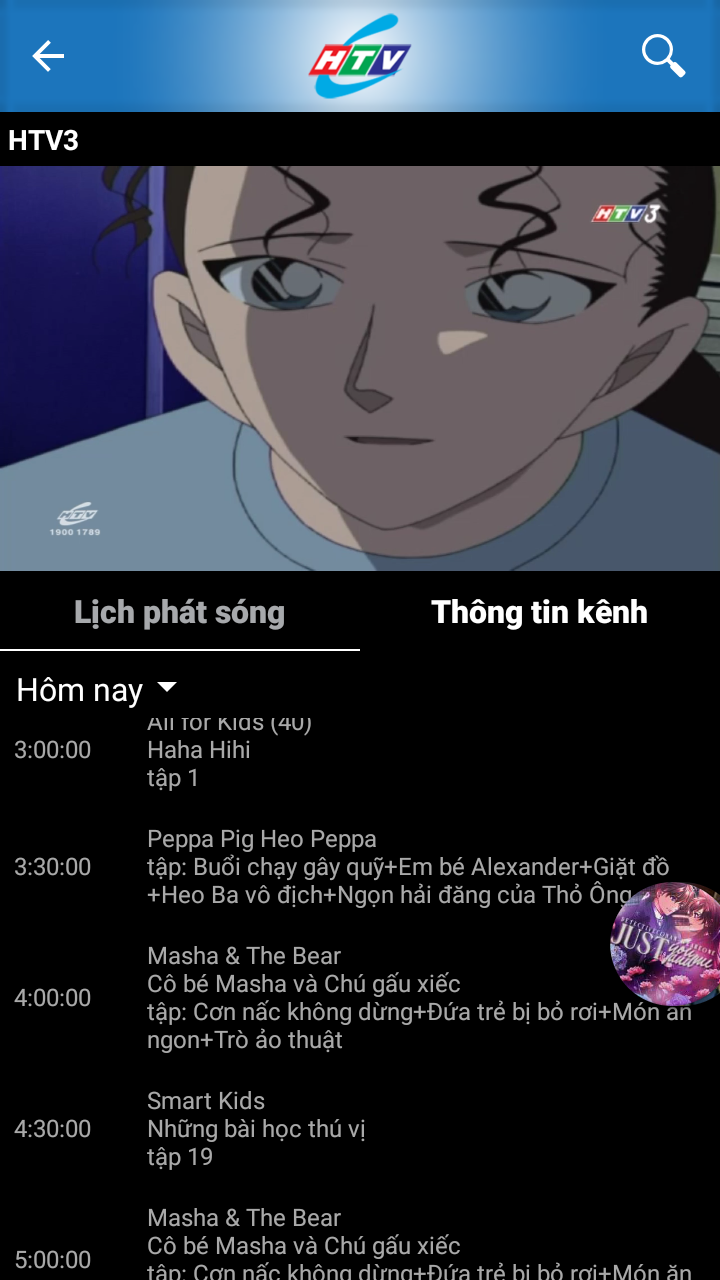 HTV
HTV3
HTV3
HTV
1900 1789
Lịch phát sóng
Thông tin kênh
Hôm nay
All for Kids (40)
3:00:00
Haha Hihi
tập 1
Peppa Pig Heo Peppa
3:30:00
tập: Buổi chạy gây quỹ+Em bé Alexander+Giặt đồ
+Heo Ba vô địch+Ngọn hải đăng của Thỏ Ông
JUST
Masha & The Bear
Cô bé Masha và Chú gấu xiếc
4:00:00
tập: Cơn nấc không dừng+Đứa trẻ bị bỏ rơi+Món ăn
ngon+Trò ảo thuật
Smart Kids
4:30:00
Những bài học thú vị
tập 19
Masha & The Bear
Cô bé Masha và Chú gấu xiếc
5:00:00
tập: Cơn nấc không dừng+Đứa trẻ bị bỏ rơi+Món ăn